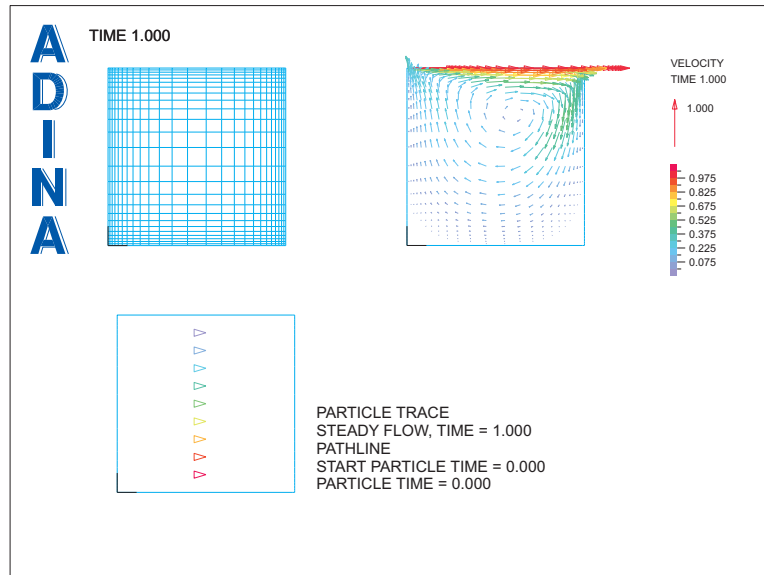 ADINA
TIME 1.000
VELOCITY
TIME 1.000
1.000
0.975
0.825
0.675
0.525
0.375
0.225
0.075
PARTICLE TRACE
STEADY FLOW, TIME = 1.000
PATHLINE
START PARTICLE TIME = 0.000
PARTICLE TIME = 0.000